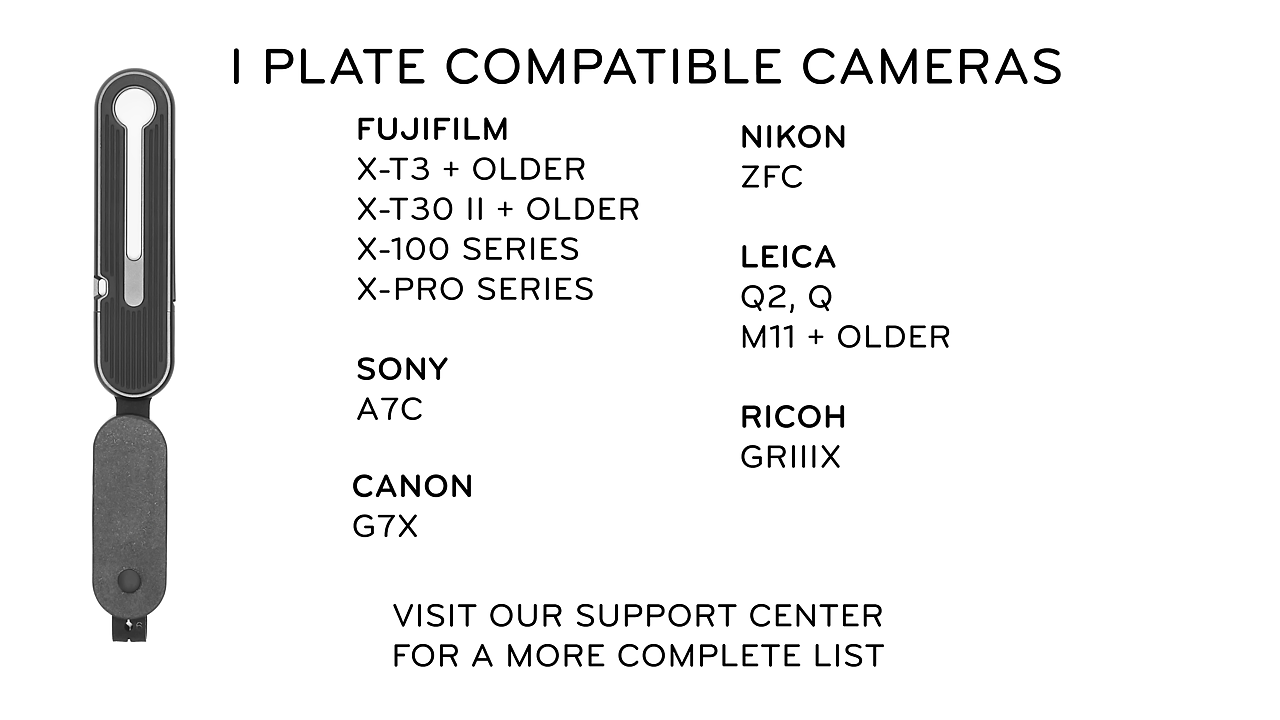 I PLATE COMPATIBLE CAMERAS
FUJIFILM
X-T3 + OLDER
X-T30 II + OLDER
X-100 SERIES
X-PRO SERIES
SONY
A7C
CANON
G7X
NIKON
ZFC
LEICA
Q2, Q
M11 + OLDER
RICOH
GRIIIX
VISIT OUR SUPPORT CENTER
FOR A MORE COMPLETE LIST